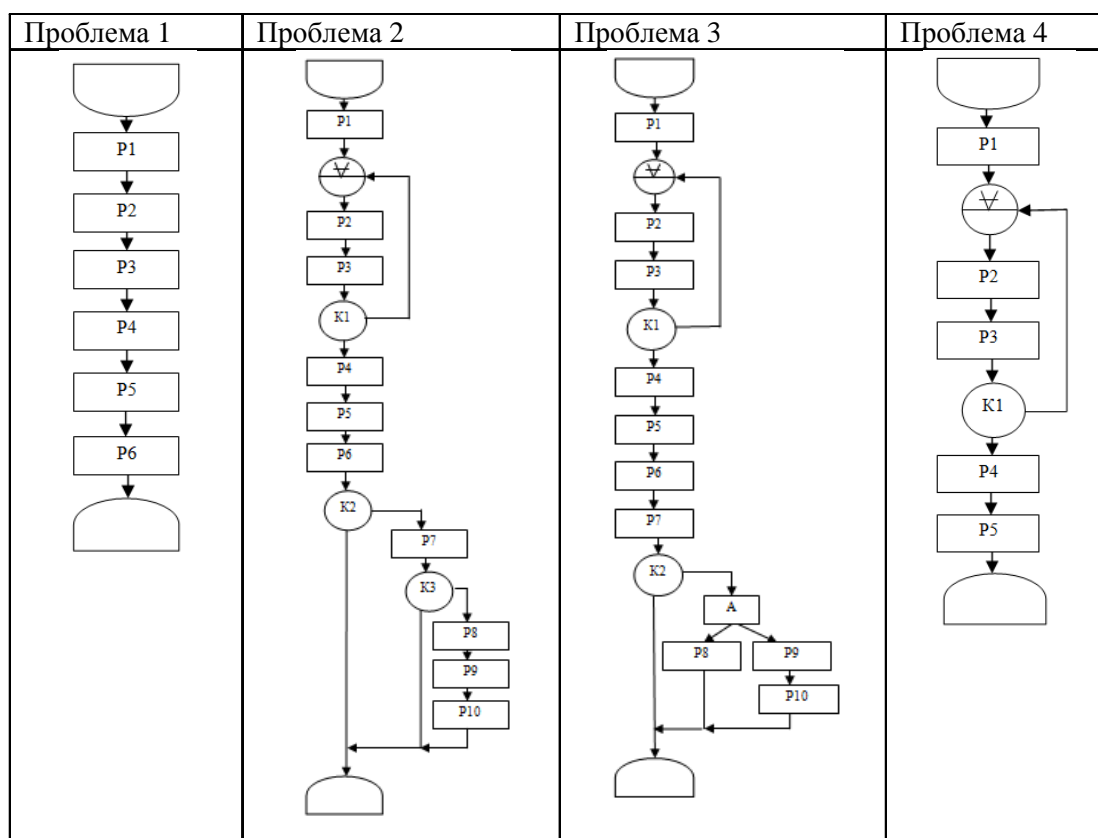 Проблема 1
Проблема 2
Проблема 3
Проблема 4
P1
P2
P3
P4
P5
P6
P1
∀
P2
P3
K1
P4
P5
P6
K2
P7
K3
P8
P9
P10
P1
∀
P2
P3
K1
P4
P5
P6
P7
K2
A
P8
P9
P10
P1
∀
P2
P3
K1
P4
P5